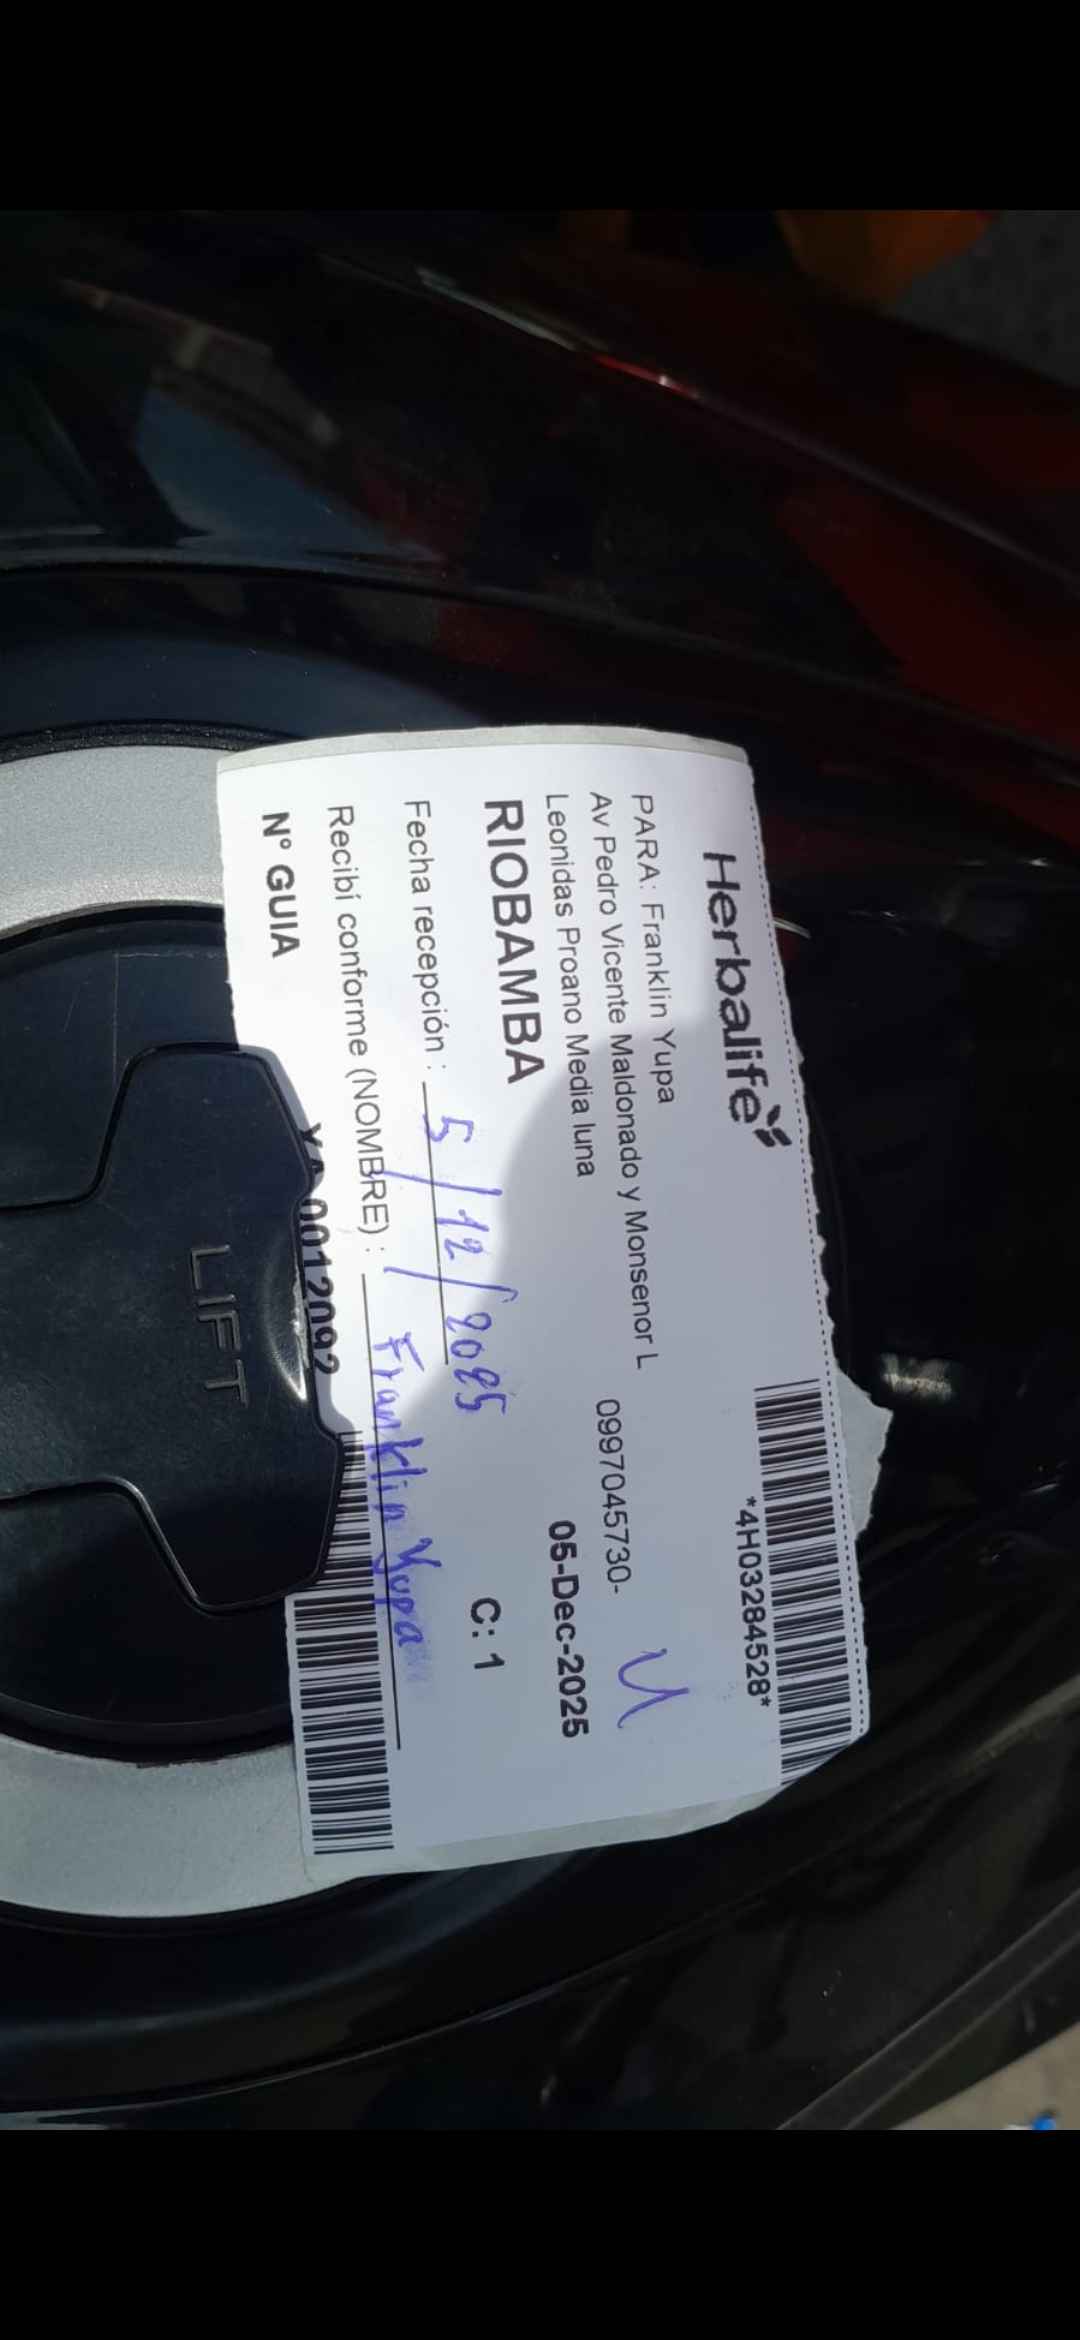 Herbalife
*4H03284528*
PARA: Franklin Yupa
Av Pedro Vicente Maldonado y Monsenor L
0997045730-
Leonidas Proano Media luna
05-Dec-2025
RIOBAMBA
C: 1
Fecha recepción : 5/12/2025
Recibí conforme (NOMBRE) : Franklin Yupa
N° GUIA
LIFT